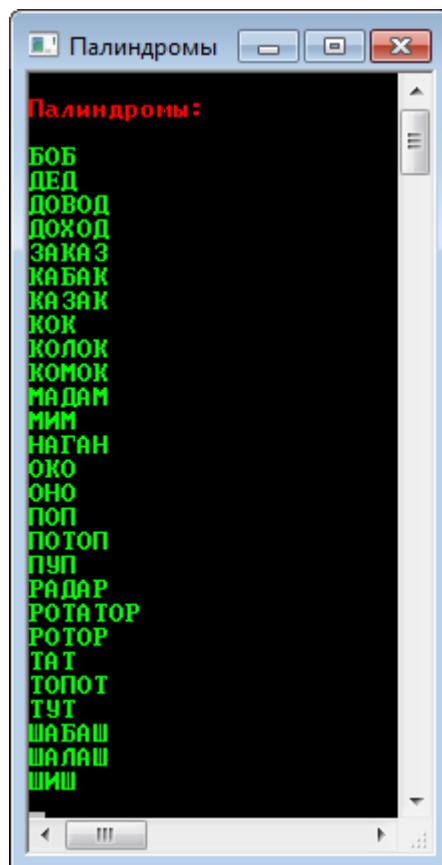 Палиндромы
Палиндромы:
БОБ
ДЕД
ДОВОД
ДОХОД
ЗАКАЗ
КАБАК
КАЗАК
КОК
КОЛОК
КОМОК
МАДАМ
МИМ
НАГАН
ОКО
ОНО
ПОП
ПОТОП
ПУП
РАДАР
РОТАТОР
РОТОР
ТАТ
ТОПОТ
ТУТ
ШАБАШ
ШАЛАШ
ШИШ